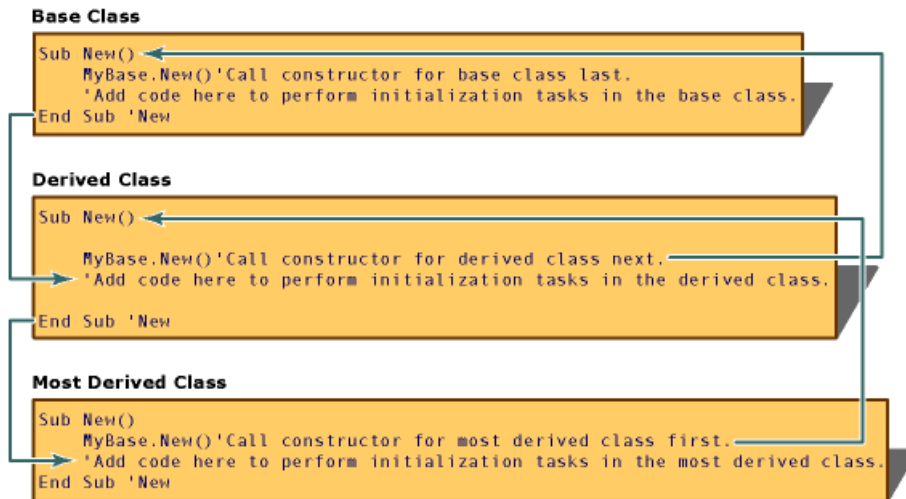 Base Class
Sub New()
MyBase.New()'Call constructor for base class last.
'Add code here to perform initialization tasks in the base class.
End Sub 'New
Derived Class
Sub New()
MyBase.New()'Call constructor for derived class next.
'Add code here to perform initialization tasks in the derived class.
End Sub 'New
Most Derived Class
Sub New()
MyBase.New()'Call constructor for most derived class first.
'Add code here to perform initialization tasks in the most derived class.
End Sub 'New